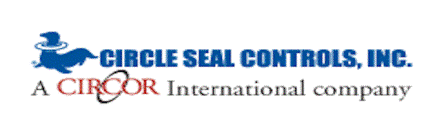 CIRCLE SEAL CONTROLS, INC.
A CIRCOR International company